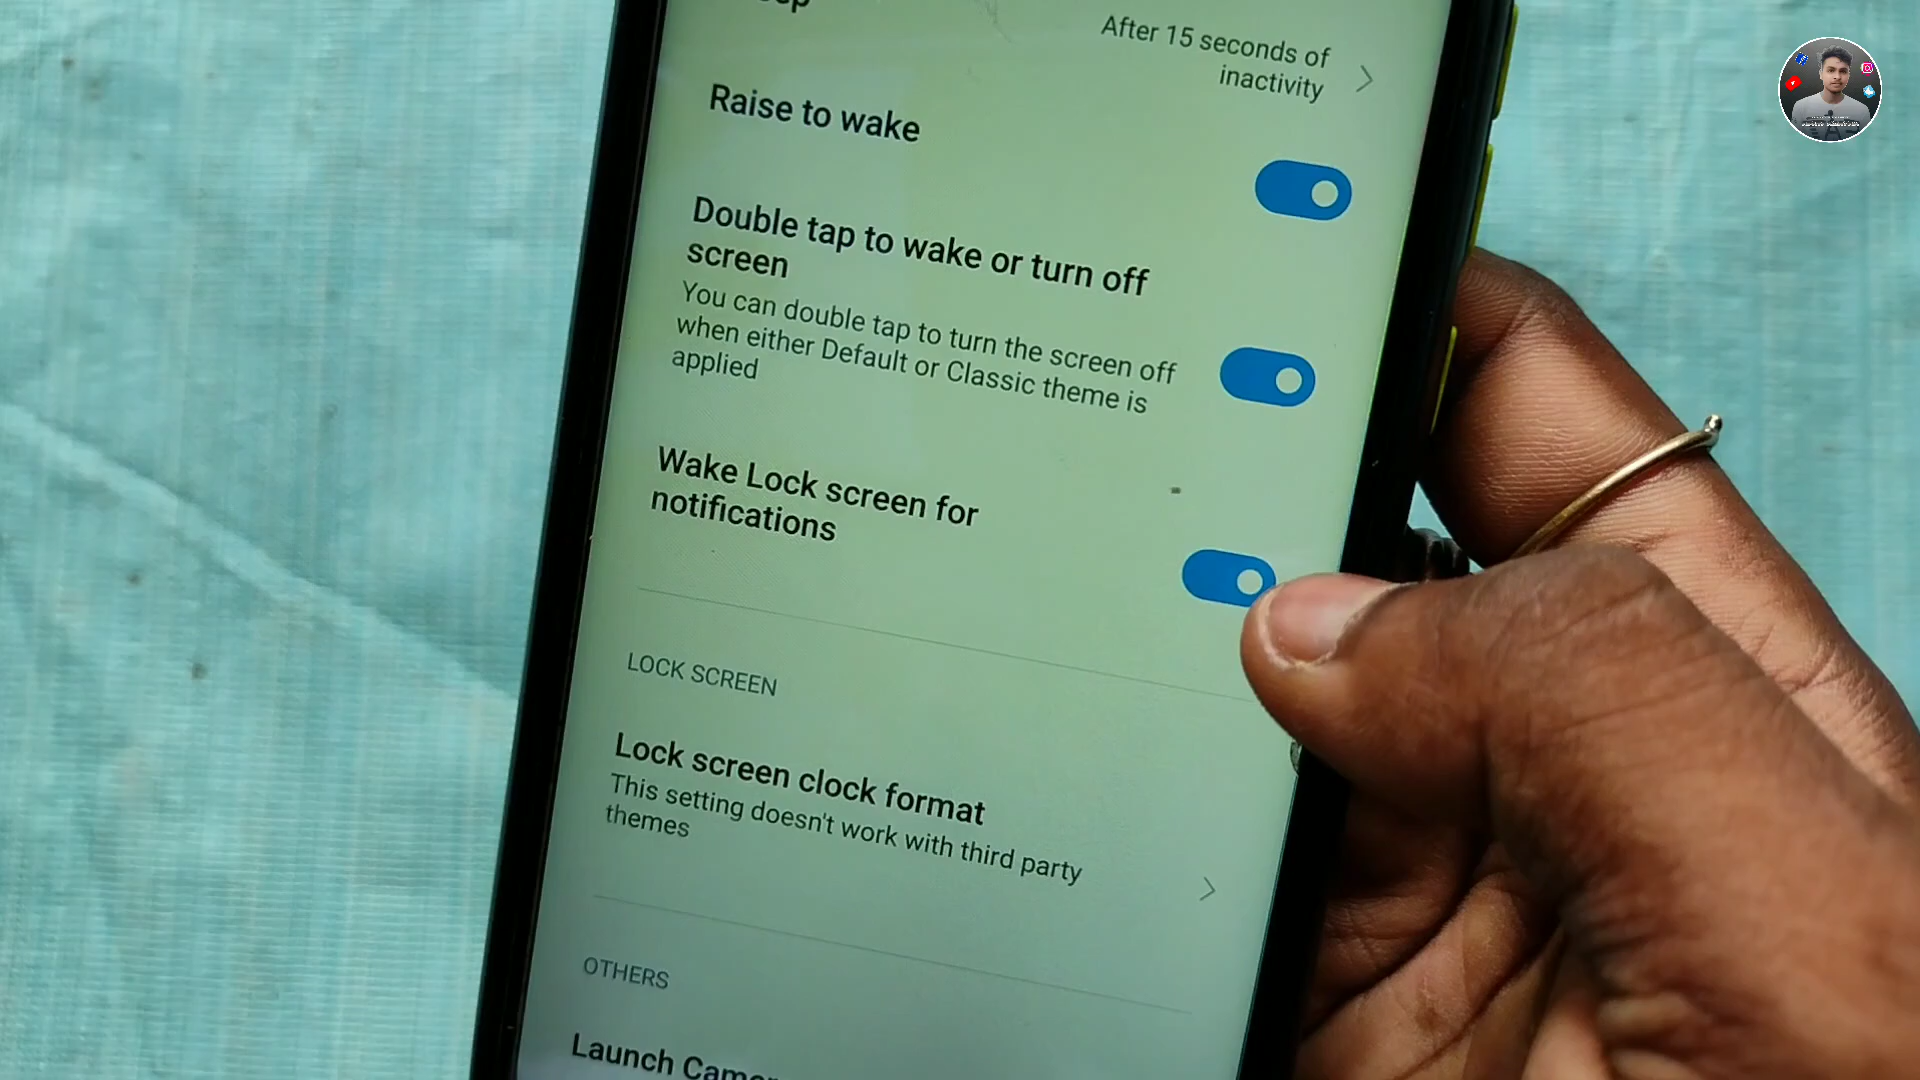 After 15 seconds of
inactivity
Raise to wake
Double tap to wake or turn off
screen
You can double tap to turn the screen off
when either Default or Classic theme is
applied
Wake Lock screen for
notifications
LOCK SCREEN
Lock screen clock format
This setting doesn't work with third party
themes
OTHERS
Launch